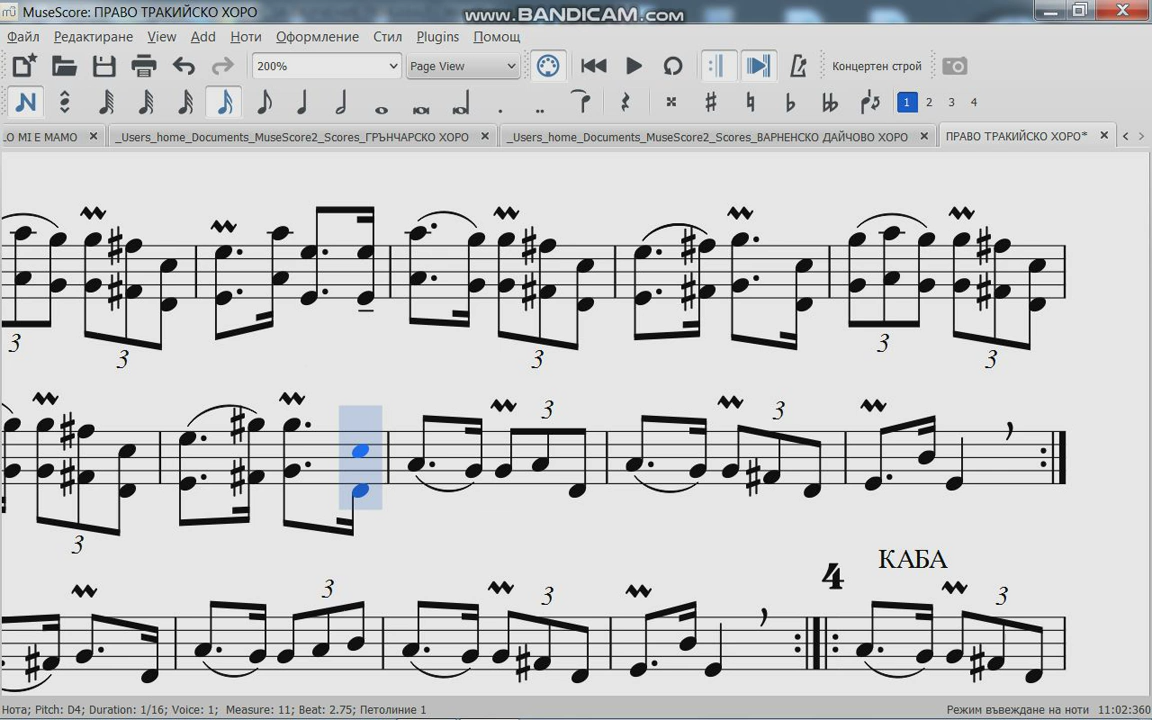 MuseScore: ПРАВО ТРАКИЙСКО ХОРО
www.BANDICAM.com
Файл Редактиране View Add Ноти Оформление Стил Plugins Помощ
200% Page View Концертен строй
1 2 3 4
.О МІ Е МАМО _Users_home_Documents_MuseScore2_Scores_ГРЪНЧАРСКО ХОРО _Users_home_Documents_MuseScore2_Scores_ВАРНЕНСКО ДАЙЧОВО ХОРО ПРАВО ТРАКИЙСКО ХОРО*
3 3 3 3 3
3 3 3
4 КАБА
3 3 3
Нота; Pitch: D4; Duration: 1/16; Voice: 1; Measure: 11; Beat: 2.75; Петолиние 1 Режим въвеждане на ноти 11:02:360